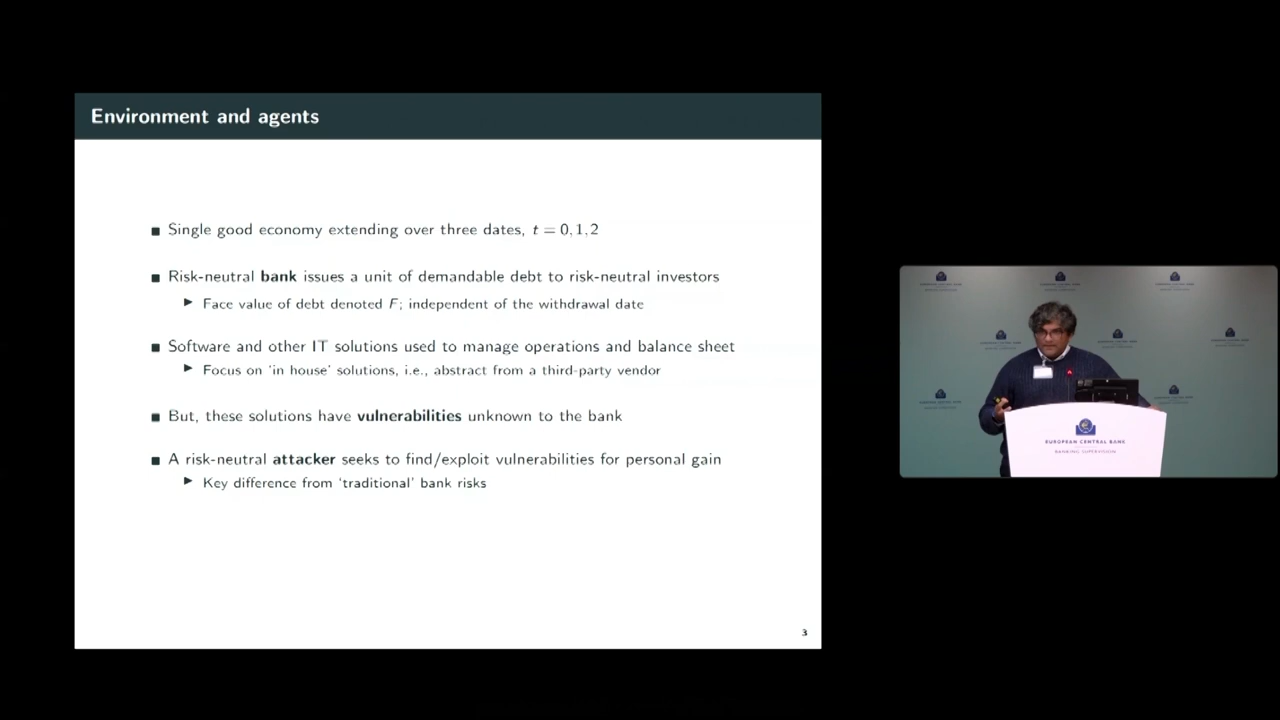 Environment and agents
Single good economy extending over three dates, t = 0,1,2
Risk-neutral bank issues a unit of demandable debt to risk-neutral investors
Face value of debt denoted F; independent of the withdrawal date
Software and other IT solutions used to manage operations and balance sheet
Focus on ‘in house’ solutions, i.e., abstract from a third-party vendor
But, these solutions have vulnerabilities unknown to the bank
A risk-neutral attacker seeks to find/exploit vulnerabilities for personal gain
Key difference from ‘traditional’ bank risks
3
EUROPEAN CENTRAL BANK
BANKING SUPERVISION